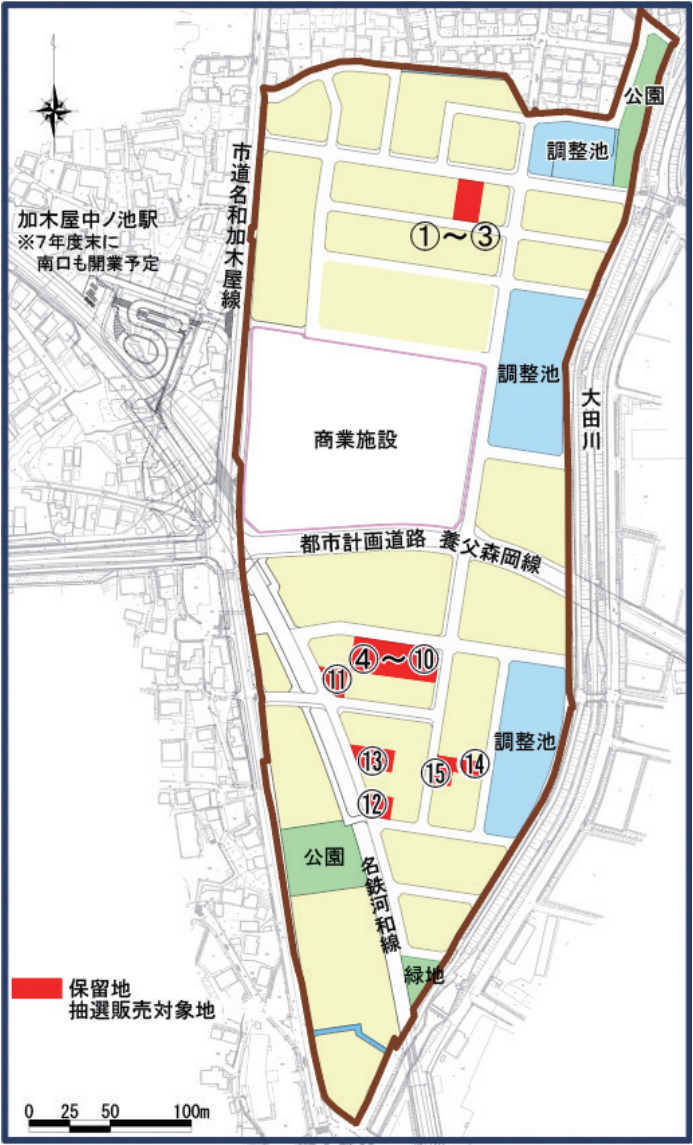 公園
調整池
市道名和加木屋線
加木屋中ノ池駅
※7年度末に
南口も開業予定
①～③
調整池
大田川
商業施設
都市計画道路 養父森岡線
④～⑩
⑪
調整池
⑬
⑭
⑮
⑫
公園
名鉄河和線
緑地
保留地
抽選販売対象地
0 25 50 100m